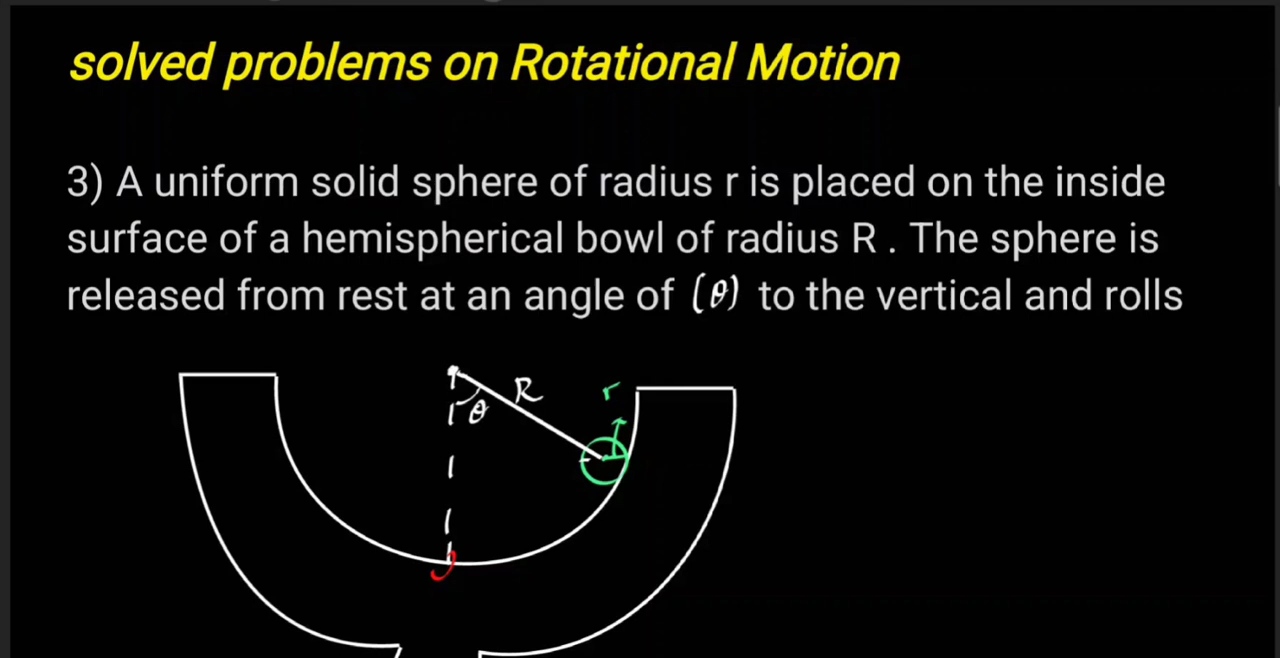 solved problems on Rotational Motion
3) A uniform solid sphere of radius r is placed on the inside
surface of a hemispherical bowl of radius R. The sphere is
released from rest at an angle of (θ) to the vertical and rolls
R
r
θ